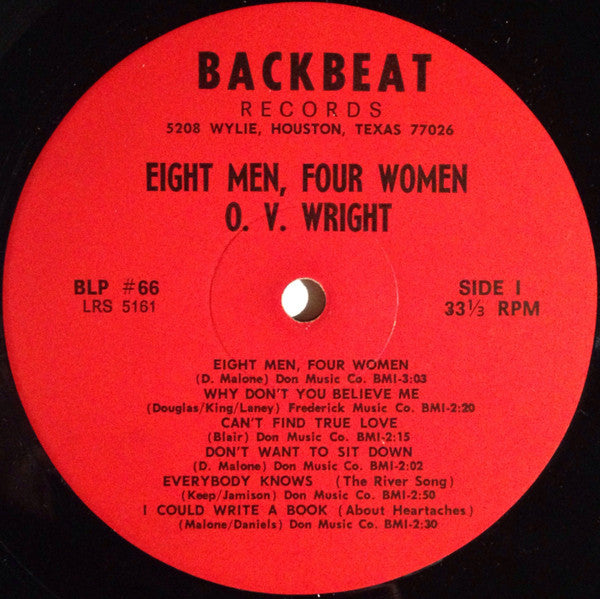 BACKBEAT
RECORDS
5208 WYLIE, HOUSTON, TEXAS 77026
EIGHT MEN, FOUR WOMEN
O. V. WRIGHT
BLP #66
LRS 5161
SIDE I
33⅓ RPM
EIGHT MEN, FOUR WOMEN
(D. Malone) Don Music Co. BMI-3:03
WHY DON'T YOU BELIEVE ME
(Douglas/King/Laney) Frederick Music Co. BMI-2:20
CAN'T FIND TRUE LOVE
(Blair) Don Music Co. BMI-2:15
DON'T WANT TO SIT DOWN
(D. Malone) Don Music Co. BMI-2:02
EVERYBODY KNOWS (The River Song)
(Keep/Jamison) Don Music Co. BMI-2:50
I COULD WRITE A BOOK (About Heartaches)
(Malone/Daniels) Don Music Co. BMI-2:30